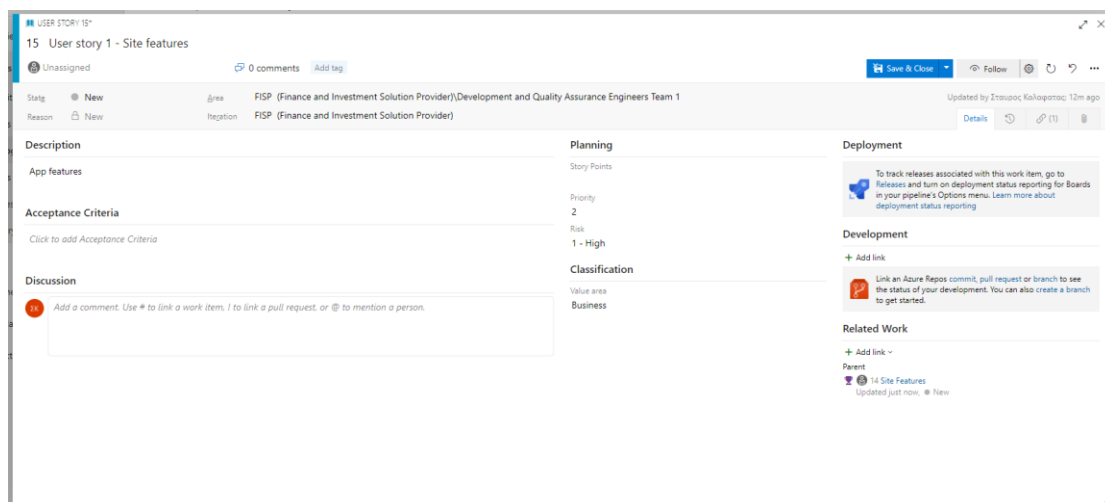 USER STORY 15*
15 User story 1 - Site features
Unassigned
0 comments Add tag
Save & Close
Follow
State New
Area FISP (Finance and Investment Solution Provider)\Development and Quality Assurance Engineers Team 1
Updated by Σταυρος Καλαφατας: 12m ago
Reason New
Iteration FISP (Finance and Investment Solution Provider)
Details
(1)
Description
App features
Acceptance Criteria
Click to add Acceptance Criteria
Discussion
ΣΚ
Add a comment. Use # to link a work item, ! to link a pull request, or @ to mention a person.
Planning
Story Points
Priority
2
Risk
1 - High
Classification
Value area
Business
Deployment
To track releases associated with this work item, go to
Releases and turn on deployment status reporting for Boards
in your pipeline's Options menu. Learn more about
deployment status reporting
Development
+ Add link
Link an Azure Repos commit, pull request or branch to see
the status of your development. You can also create a branch
to get started.
Related Work
+ Add link
Parent
14 Site Features
Updated just now, New